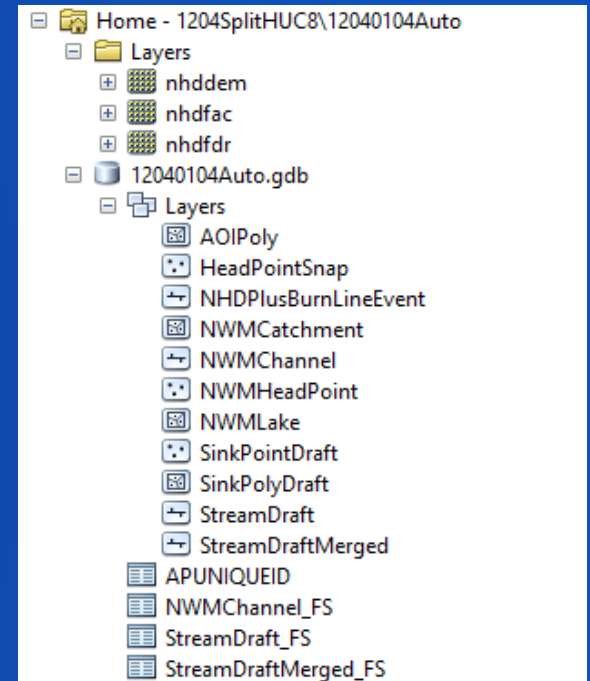 Home - 1204SplitHUC8\12040104Auto
Layers
nhddem
nhdfac
nhdfdr
12040104Auto.gdb
Layers
AOIPoly
HeadPointSnap
NHDPlusBurnLineEvent
NWMCatchment
NWMChannel
NWMHeadPoint
NWMLake
SinkPointDraft
SinkPolyDraft
StreamDraft
StreamDraftMerged
APUNIQUEID
NWMChannel_FS
StreamDraft_FS
StreamDraftMerged_FS